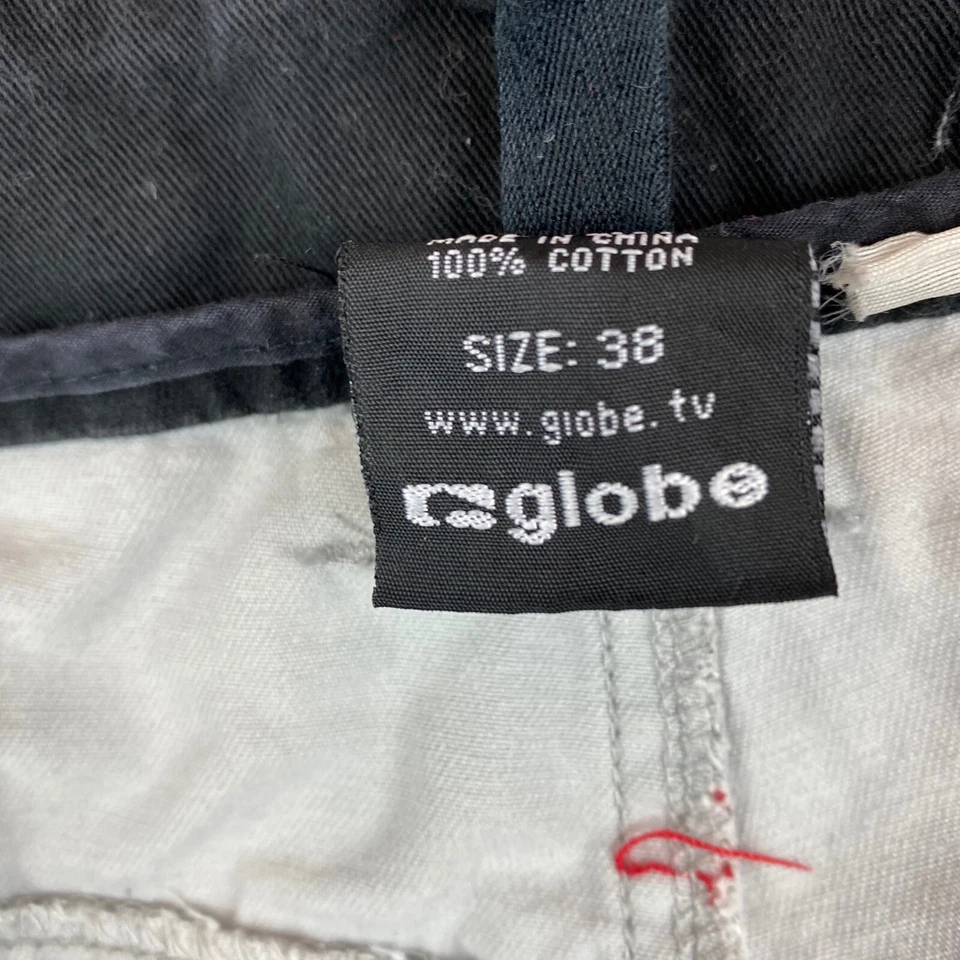 MADE IN CHINA
100% COTTON
SIZE: 38
www.globe.tv
globe